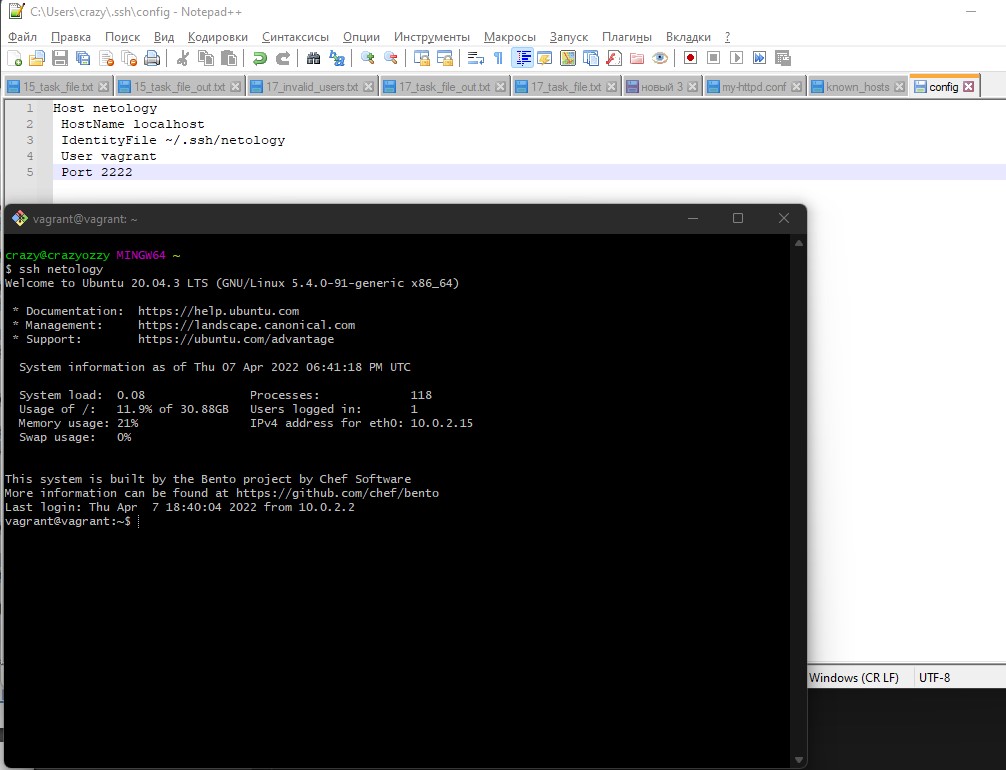 C:\Users\crazy\.ssh\config - Notepad++
Файл Правка Поиск Вид Кодировки Синтаксисы Опции Инструменты Макросы Запуск Плагины Вкладки ?
15_task_file.txt 15_task_file_out.txt 17_invalid_users.txt 17_task_file_out.txt 17_task_file.txt новый 3 my-httpd.conf known_hosts config
1 Host netology
2 HostName localhost
3 IdentityFile ~/.ssh/netology
4 User vagrant
5 Port 2222
vagrant@vagrant: ~
crazy@crazyozzy MINGW64 ~
$ ssh netology
Welcome to Ubuntu 20.04.3 LTS (GNU/Linux 5.4.0-91-generic x86_64)
* Documentation: https://help.ubuntu.com
* Management: https://landscape.canonical.com
* Support: https://ubuntu.com/advantage
System information as of Thu 07 Apr 2022 06:41:18 PM UTC
System load: 0.08 Processes: 118
Usage of /: 11.9% of 30.88GB Users logged in: 1
Memory usage: 21% IPv4 address for eth0: 10.0.2.15
Swap usage: 0%
This system is built by the Bento project by Chef Software
More information can be found at https://github.com/chef/bento
Last login: Thu Apr 7 18:40:04 2022 from 10.0.2.2
vagrant@vagrant:~$
Windows (CR LF) UTF-8